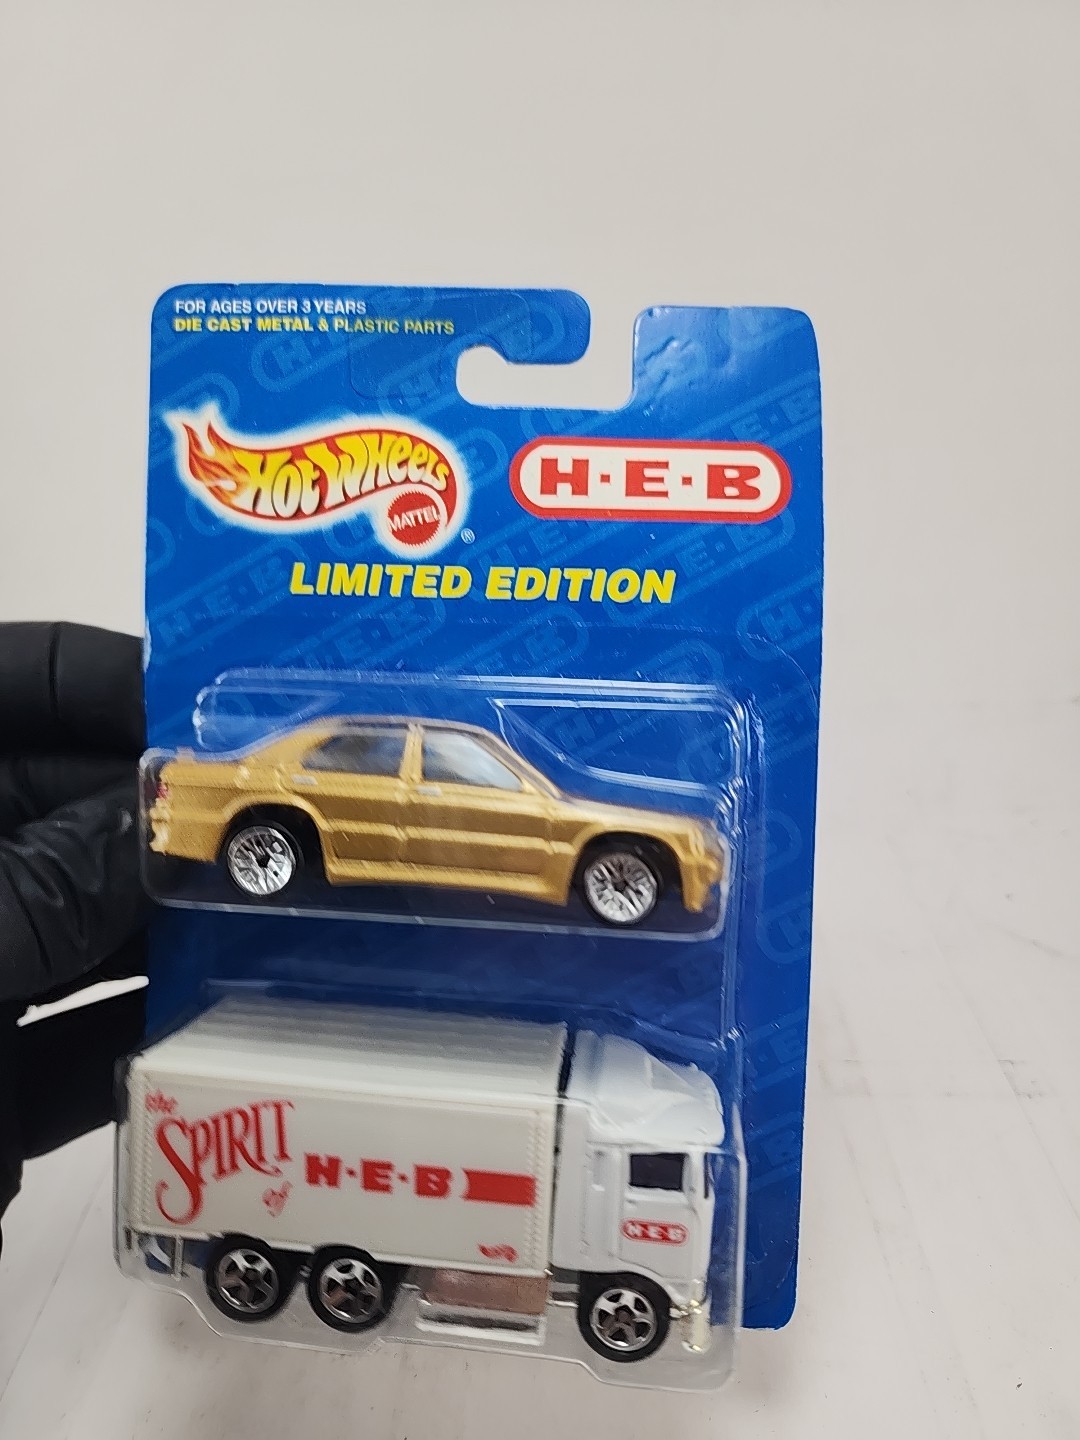 FOR AGES OVER 3 YEARS
DIE CAST METAL & PLASTIC PARTS
HOT WHEELS
MATTEL
®
H·E·B
LIMITED EDITION
the
SPIRIT
of
H·E·B
H·E·B